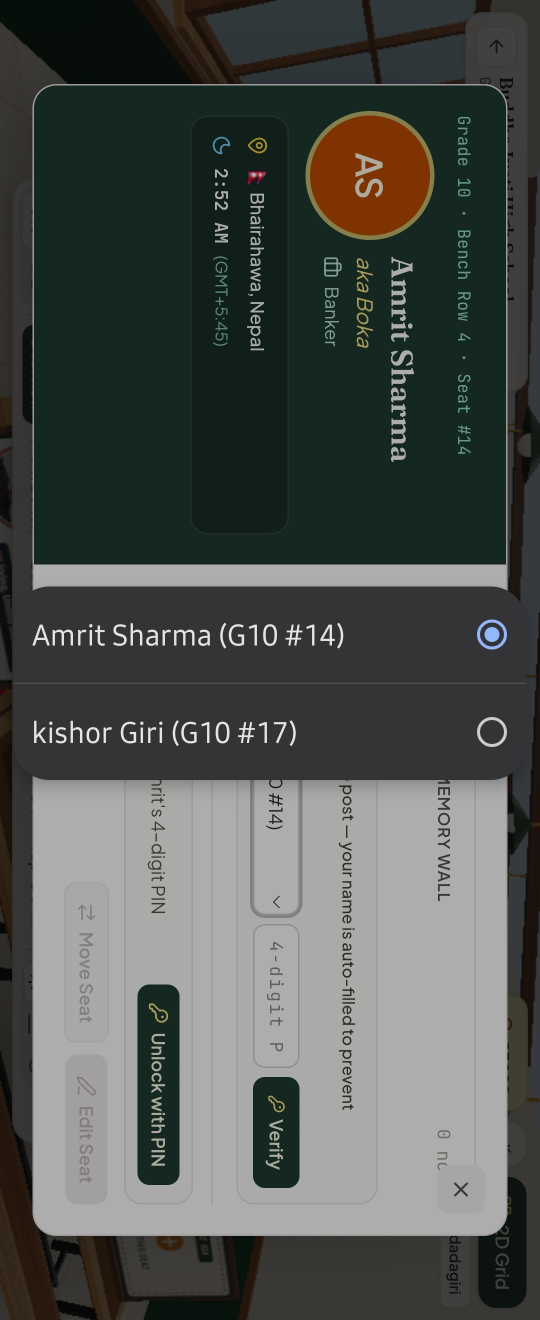 Grade 10 · Bench Row 4 · Seat #14
AS
Amrit Sharma
aka Boka
Banker
🇳🇵 Bhairahawa, Nepal
2:52 AM (GMT+5:45)
Amrit Sharma (G10 #14)
kishor Giri (G10 #17)
MEMORY WALL
post — your name is auto-filled to prevent
#14)
4-digit P
Verify
4-digit PIN
Unlock with PIN
Move Seat
Edit Seat
2D Grid
dadagiri